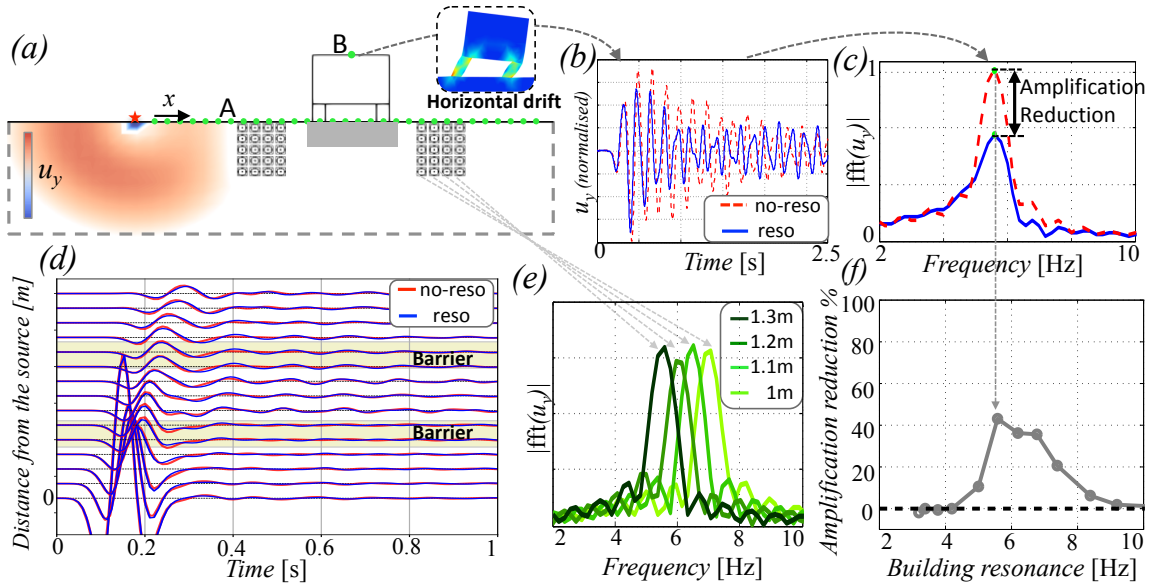 (a)
B
x
A
u_y
Horizontal drift
(b)
u_y (normalised)
no-reso
reso
0
2.5
Time [s]
(c)
1
|fft(u_y)|
0
Amplification
Reduction
2
4
6
8
10
Frequency [Hz]
(d)
Distance from the source [m]
no-reso
reso
Barrier
Barrier
0
0
0.2
0.4
0.6
0.8
1
Time [s]
(e)
|fft(u_y)|
1.3m
1.2m
1.1m
1m
2
4
6
8
10
Frequency [Hz]
(f)
Amplification reduction %
100
80
60
40
20
0
2
4
6
8
10
Building resonance [Hz]